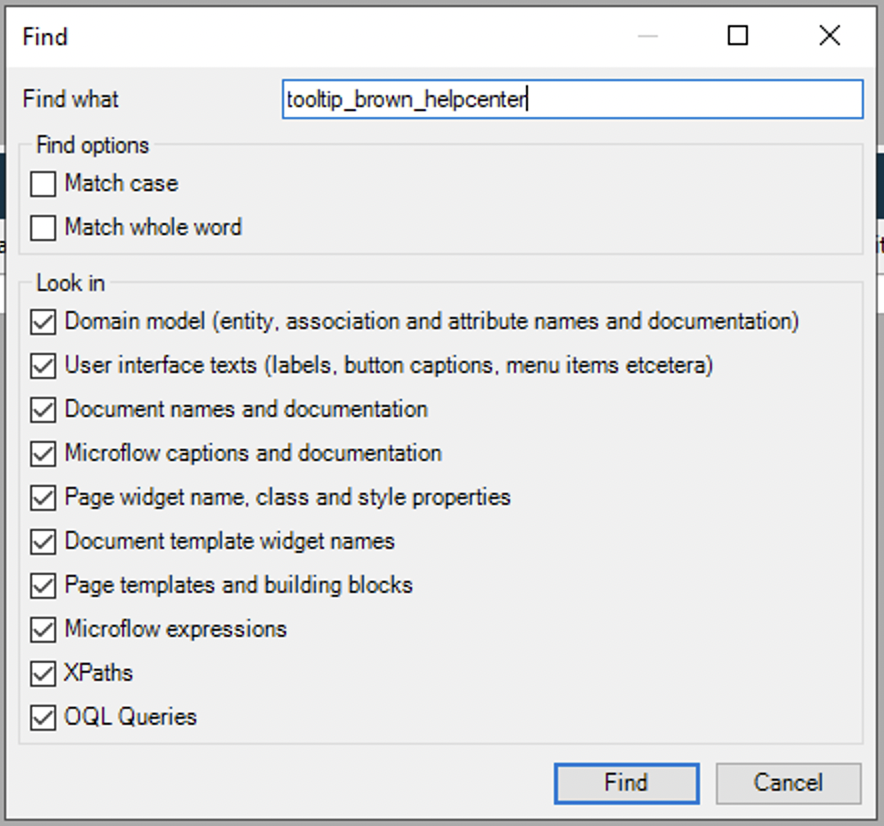 Find
Find what tooltip_brown_helpcenter
Find options
Match case
Match whole word
Look in
Domain model (entity, association and attribute names and documentation)
User interface texts (labels, button captions, menu items etcetera)
Document names and documentation
Microflow captions and documentation
Page widget name, class and style properties
Document template widget names
Page templates and building blocks
Microflow expressions
XPaths
OQL Queries
Find Cancel